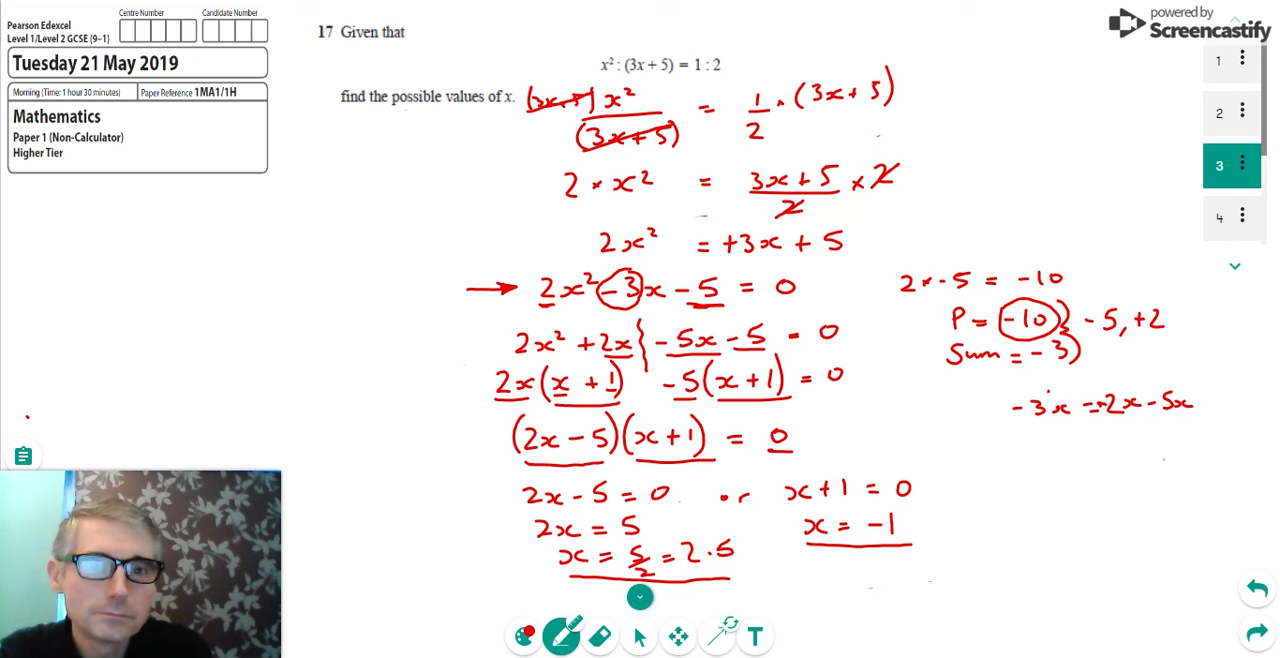 Pearson Edexcel
Level 1/Level 2 GCSE (9–1)
Centre Number
Candidate Number
Tuesday 21 May 2019
Morning (Time: 1 hour 30 minutes)
Paper Reference 1MA1/1H
Mathematics
Paper 1 (Non-Calculator)
Higher Tier
17 Given that
x² : (3x + 5) = 1 : 2
find the possible values of x.
(3x+5) x² / (3x + 5) = 1/2 × (3x + 5)
2 × x² = (3x + 5)/2 × 2
2x² = +3x + 5
→ 2x² - 3x - 5 = 0
2x² + 2x } - 5x - 5 = 0
2x(x + 1) -5(x + 1) = 0
(2x - 5)(x + 1) = 0
2x - 5 = 0 or x + 1 = 0
2x = 5 x = -1
x = 5/2 = 2.5
2 × -5 = -10
P = -10 } -5, +2
Sum = -3
-3x = +2x - 5x
powered by
Screencastify
1
2
3
4
T